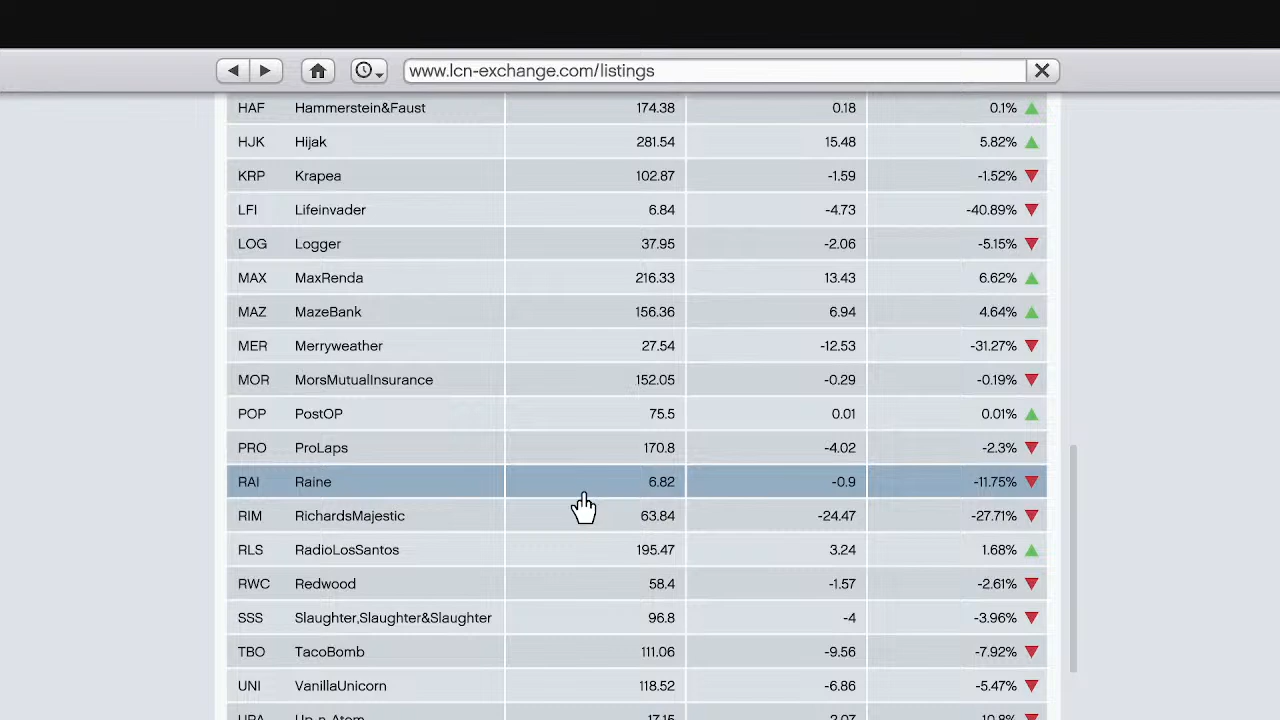 www.lcn-exchange.com/listings
HAF Hammerstein&Faust 174.38 0.18 0.1%
HJK Hijak 281.54 15.48 5.82%
KRP Krapea 102.87 -1.59 -1.52%
LFI Lifeinvader 6.84 -4.73 -40.89%
LOG Logger 37.95 -2.06 -5.15%
MAX MaxRenda 216.33 13.43 6.62%
MAZ MazeBank 156.36 6.94 4.64%
MER Merryweather 27.54 -12.53 -31.27%
MOR MorsMutualInsurance 152.05 -0.29 -0.19%
POP PostOP 75.5 0.01 0.01%
PRO ProLaps 170.8 -4.02 -2.3%
RAI Raine 6.82 -0.9 -11.75%
RIM RichardsMajestic 63.84 -24.47 -27.71%
RLS RadioLosSantos 195.47 3.24 1.68%
RWC Redwood 58.4 -1.57 -2.61%
SSS Slaughter,Slaughter&Slaughter 96.8 -4 -3.96%
TBO TacoBomb 111.06 -9.56 -7.92%
UNI VanillaUnicorn 118.52 -6.86 -5.47%
Up-n-Atom 17.15